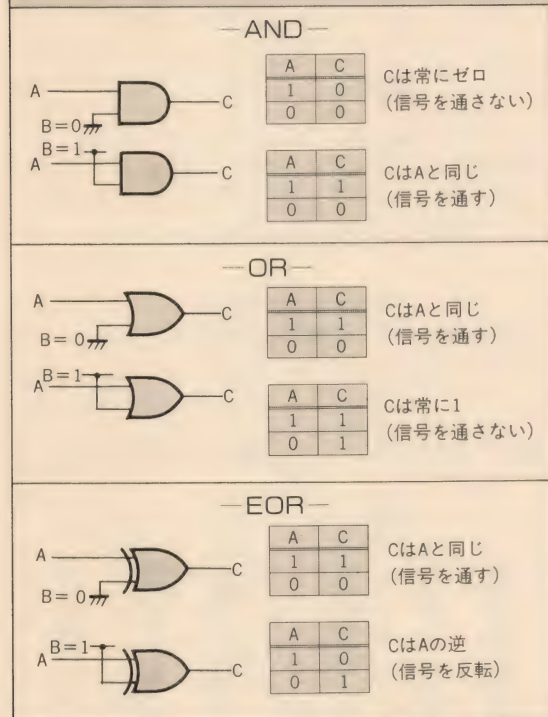 —AND—
A
B=0
C
A C
1 0
0 0
Cは常にゼロ
(信号を通さない)
B=1
A
C
A C
1 1
0 0
CはAと同じ
(信号を通す)
—OR—
A
B=0
C
A C
1 1
0 0
CはAと同じ
(信号を通す)
B=1
A
C
A C
1 1
0 1
Cは常に1
(信号を通さない)
—EOR—
A
B=0
C
A C
1 1
0 0
CはAと同じ
(信号を通す)
B=1
A
C
A C
1 0
0 1
CはAの逆
(信号を反転)